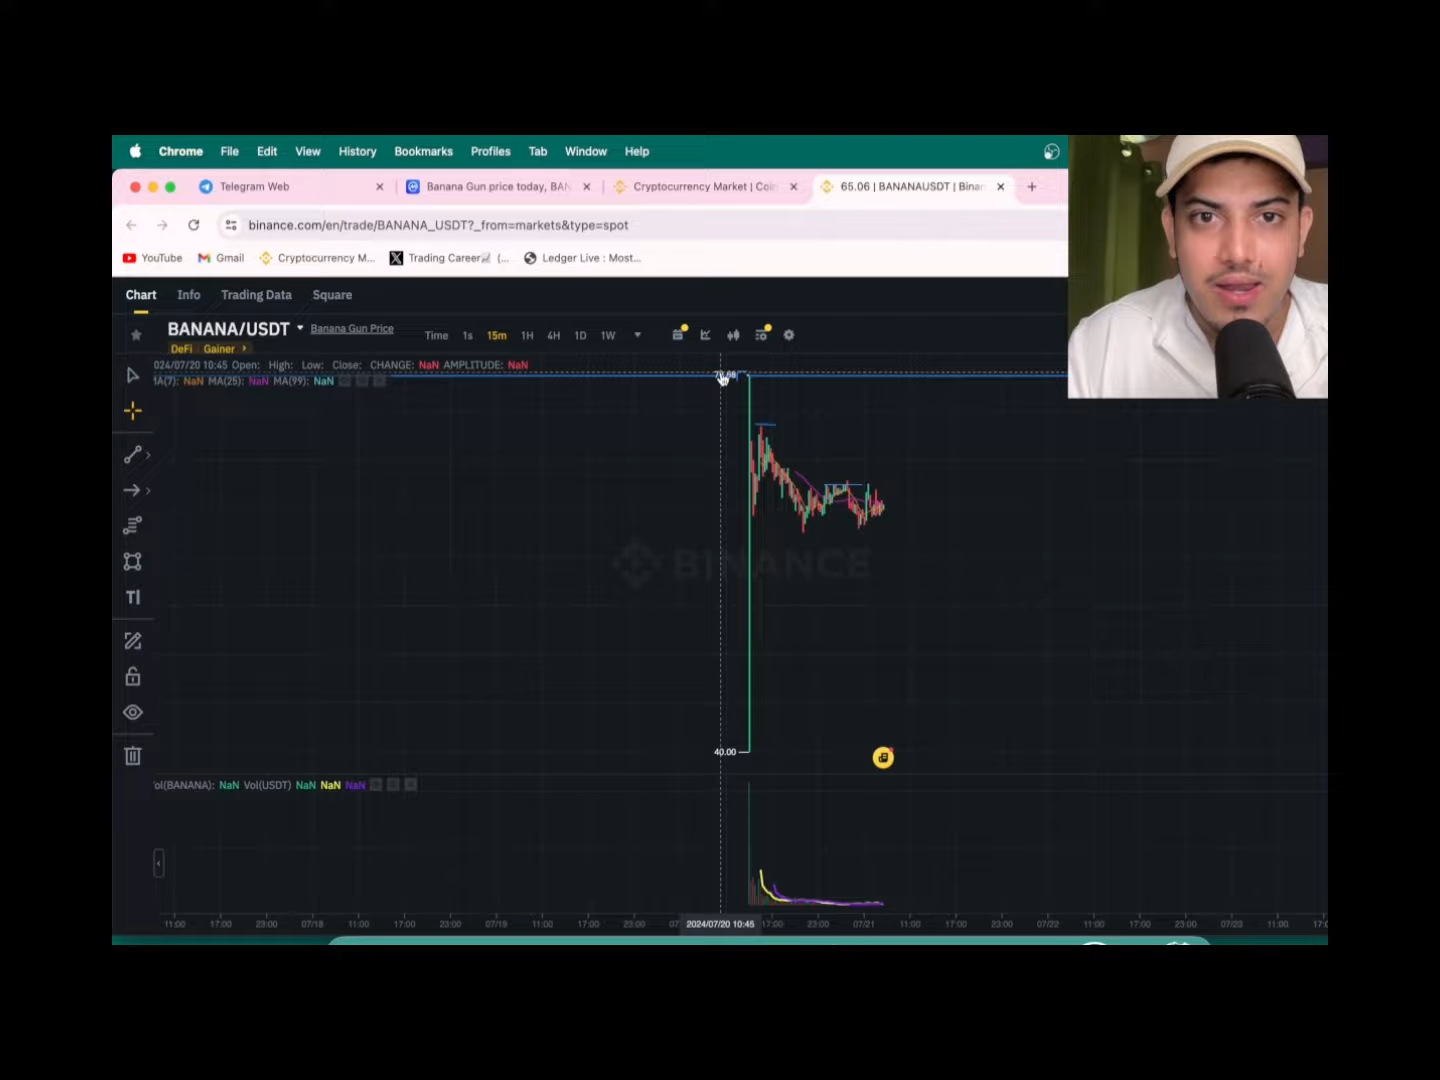 Chrome File Edit View History Bookmarks Profiles Tab Window Help
Telegram Web Banana Gun price today, BAN Cryptocurrency Market | Coin 65.06 | BANANAUSDT | Binan
binance.com/en/trade/BANANA_USDT?_from=markets&type=spot
YouTube Gmail Cryptocurrency M... Trading Career (... Ledger Live : Most...
Chart Info Trading Data Square
BANANA/USDT Banana Gun Price Time 1s 15m 1H 4H 1D 1W
DeFi Gainer
024/07/20 10:45 Open: High: Low: Close: CHANGE: NaN AMPLITUDE: NaN
MA(7): NaN MA(25): NaN MA(99): NaN
BINANCE
TI
40.00
ol(BANANA): NaN Vol(USDT) NaN NaN NaN
11:00 17:00 23:00 07/18 11:00 17:00 23:00 07/19 11:00 17:00 23:00 07 2024/07/20 10:45 17:00 23:00 07/21 11:00 17:00 23:00 07/22 11:00 17:00 23:00 07/23 11:00 17:0